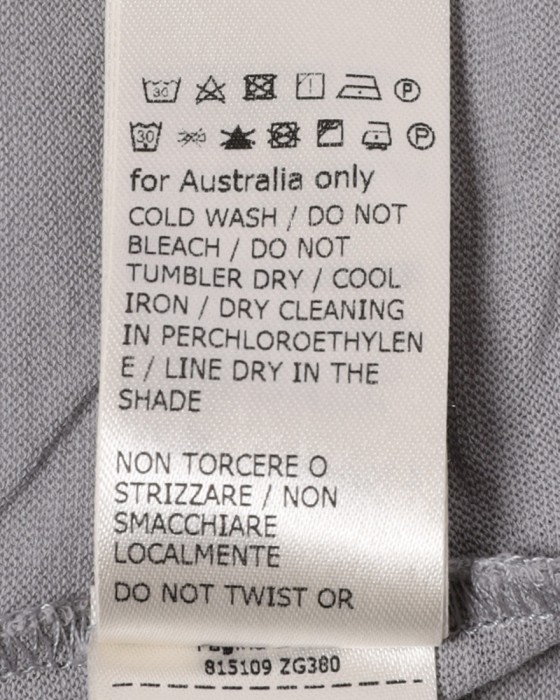 30 P
30 P
for Australia only
COLD WASH / DO NOT
BLEACH / DO NOT
TUMBLER DRY / COOL
IRON / DRY CLEANING
IN PERCHLOROETHYLEN
E / LINE DRY IN THE
SHADE
NON TORCERE O
STRIZZARE / NON
SMACCHIARE
LOCALMENTE
DO NOT TWIST OR
815109 ZG380